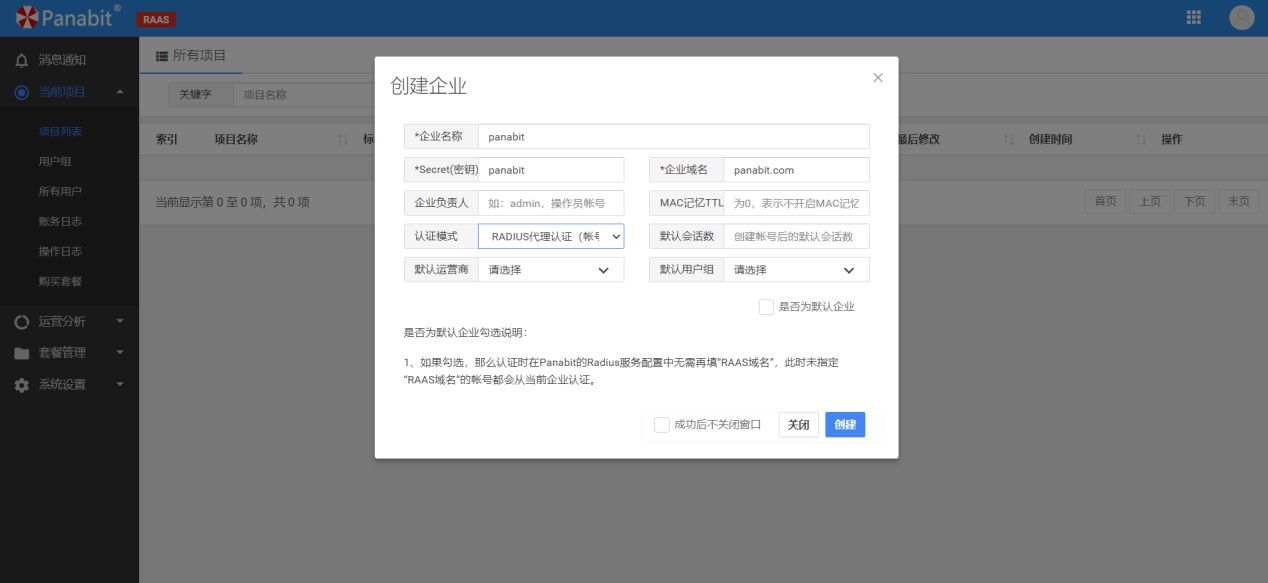 Panabit®
RAAS
消息通知
当前项目
项目列表
用户组
所有用户
账务日志
操作日志
购买套餐
运营分析
套餐管理
系统设置
所有项目
关键字 项目名称
索引 项目名称 标 最后修改 创建时间 操作
当前显示第 0 至 0 项，共 0 项
首页 上页 下页 末页
创建企业
*企业名称 panabit
*Secret(密钥) panabit *企业域名 panabit.com
企业负责人 如：admin，操作员帐号 MAC记忆TTL 为0，表示不开启MAC记忆
认证模式 RADIUS代理认证（帐号 默认会话数 创建帐号后的默认会话数
默认运营商 请选择 默认用户组 请选择
是否为默认企业
是否为默认企业勾选说明：
1、如果勾选，那么认证时在Panabit的Radius服务配置中无需再填“RAAS域名”，此时未指定
“RAAS域名”的帐号都会从当前企业认证。
成功后不关闭窗口 关闭 创建